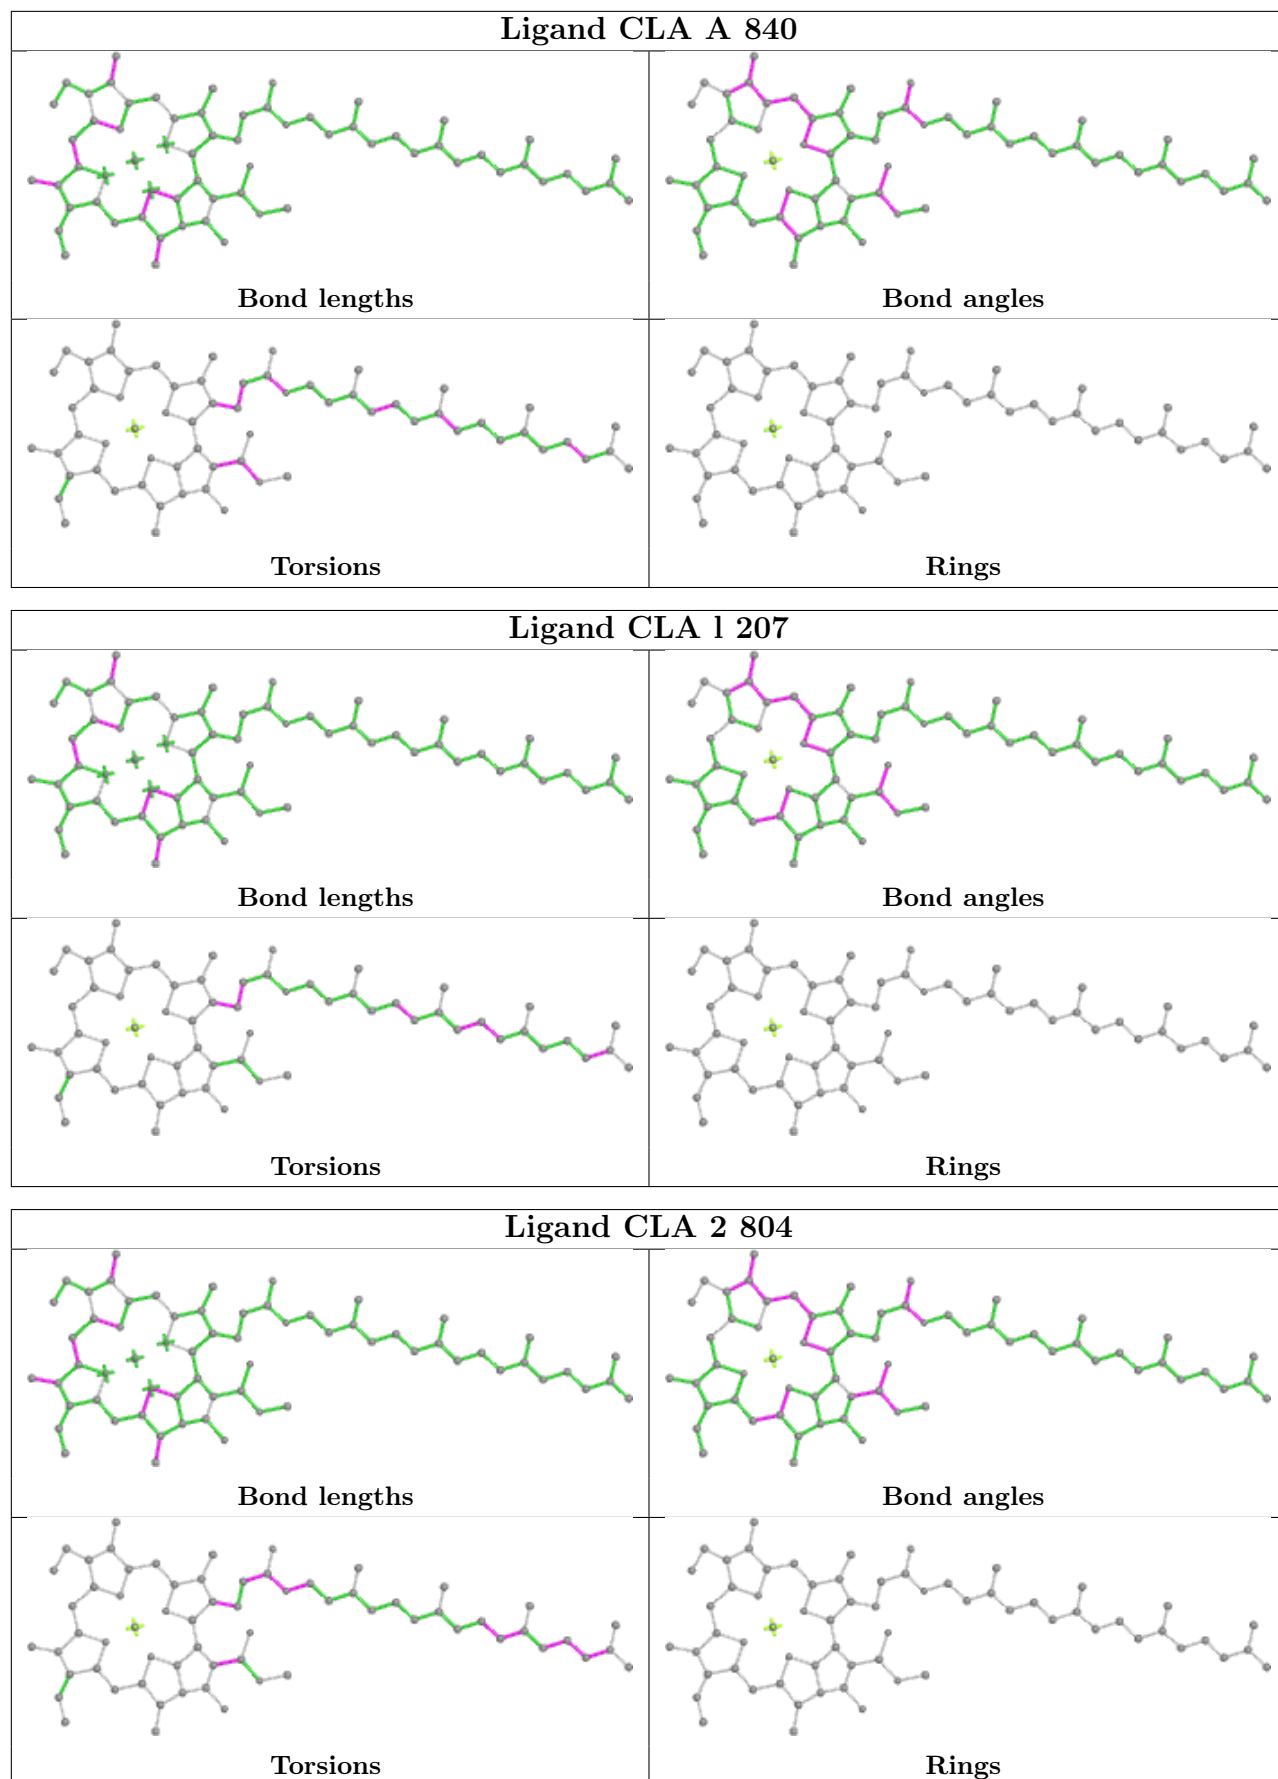 Ligand CLA A 840
Bond lengths
Bond angles
Torsions
Rings
Ligand CLA l 207
Bond lengths
Bond angles
Torsions
Rings
Ligand CLA 2 804
Bond lengths
Bond angles
Torsions
Rings